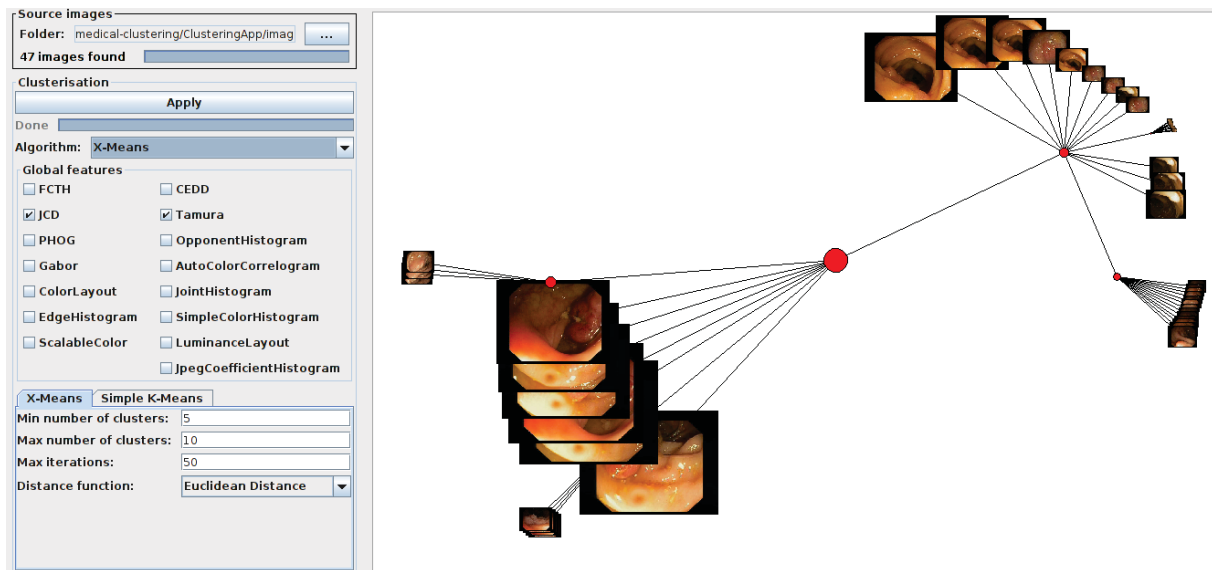 Source images
Folder: medical-clustering/ClusteringApp/imag ...
47 images found
Clusterisation
Apply
Done
Algorithm: X-Means
Global features
FCTH CEDD
JCD Tamura
PHOG OpponentHistogram
Gabor AutoColorCorrelogram
ColorLayout JointHistogram
EdgeHistogram SimpleColorHistogram
ScalableColor LuminanceLayout
JpegCoefficientHistogram
X-Means Simple K-Means
Min number of clusters: 5
Max number of clusters: 10
Max iterations: 50
Distance function: Euclidean Distance